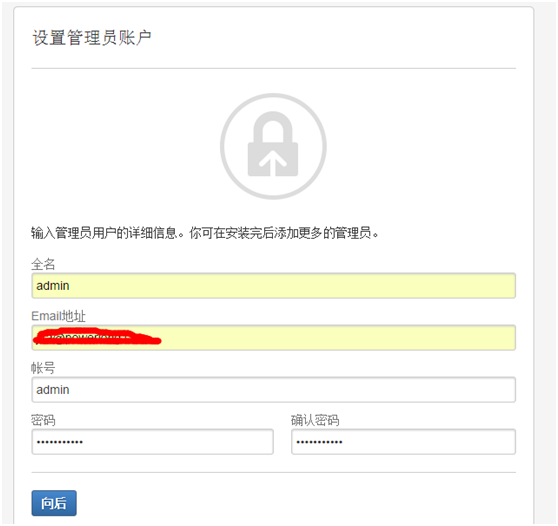 设置管理员账户
输入管理员用户的详细信息。你可在安装完后添加更多的管理员。
全名
admin
Email地址
帐号
admin
密码 确认密码
••••••••••• •••••••••••
向后